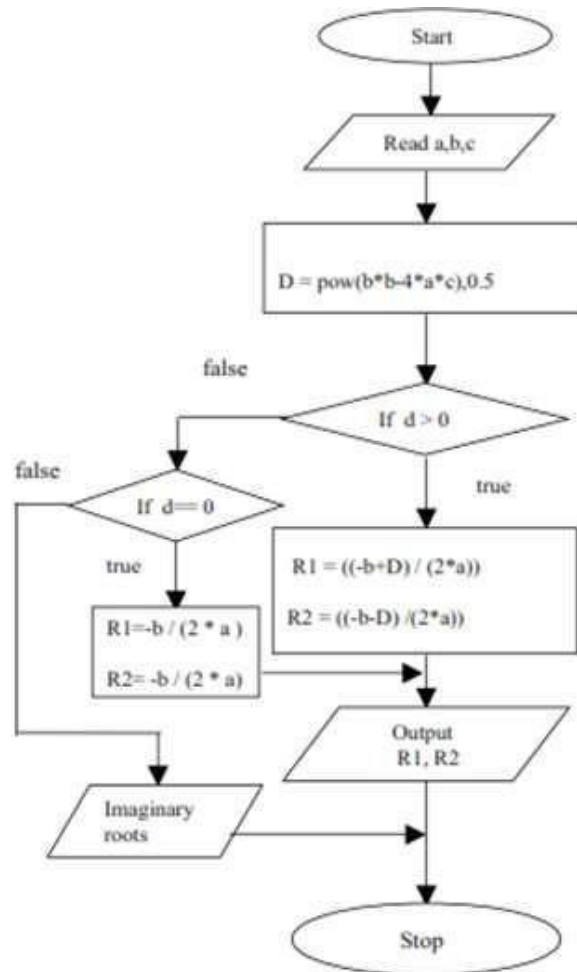 Start
Read a,b,c
D = pow(b*b-4*a*c),0.5
false
If d > 0
false
If d== 0
true
true
R1 = ((-b+D) / (2*a))
R2 = ((-b-D) /(2*a))
R1=-b / (2 * a )
R2= -b / (2 * a)
Output
R1, R2
Imaginary
roots
Stop